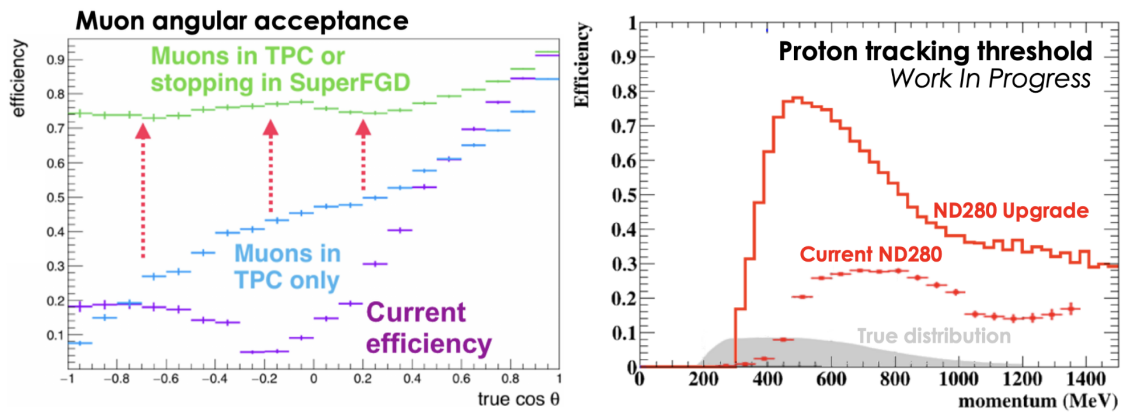 Muon angular acceptance
efficiency
0.9
0.8
0.7
0.6
0.5
0.4
0.3
0.2
0.1
0
Muons in TPC or
stopping in SuperFGD
Muons in
TPC only
Current
efficiency
−1
−0.8
−0.6
−0.4
−0.2
0
0.2
0.4
0.6
0.8
1
true cos θ
Efficiency
1
0.9
0.8
0.7
0.6
0.5
0.4
0.3
0.2
0.1
0
Proton tracking threshold
Work In Progress
ND280 Upgrade
Current ND280
True distribution
0
200
400
600
800
1000
1200
1400
momentum (MeV)